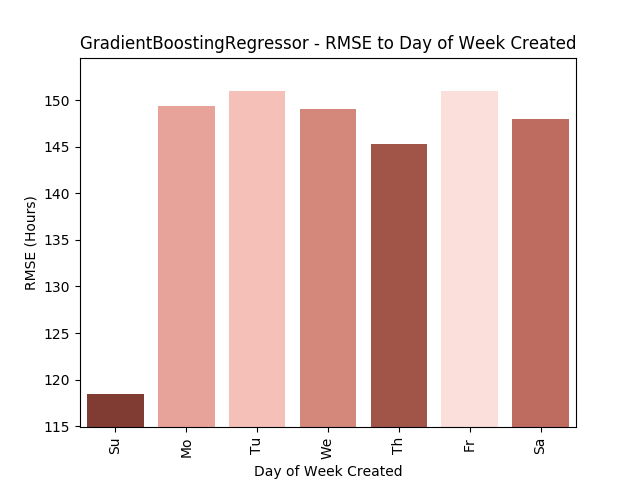 GradientBoostingRegressor - RMSE to Day of Week Created
RMSE (Hours)
150
145
140
135
130
125
120
115
Su
Mo
Tu
We
Th
Fr
Sa
Day of Week Created